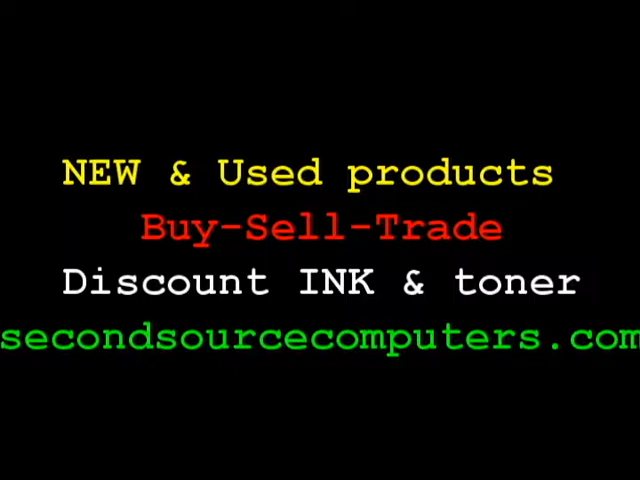 NEW & Used products
Buy-Sell-Trade
Discount INK & toner
secondsourcecomputers.com